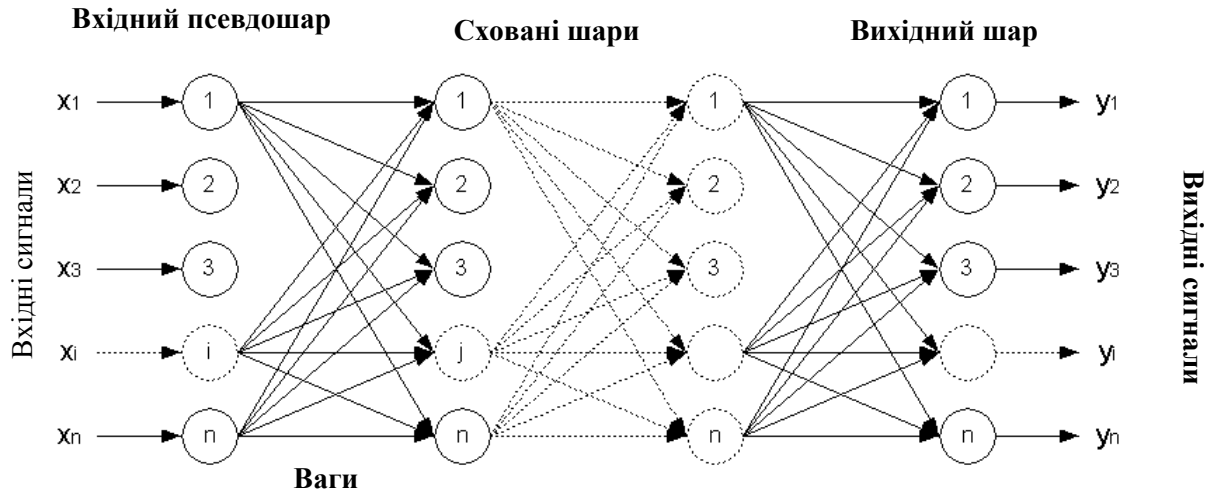 Вхідний псевдошар
Сховані шари
Вихідний шар
Вхідні сигнали
x1 1 1 1 1 y1
x2 2 2 2 2 y2
x3 3 3 3 3 y3
xi i j yi
xn n n n n yn
Вихідні сигнали
Ваги